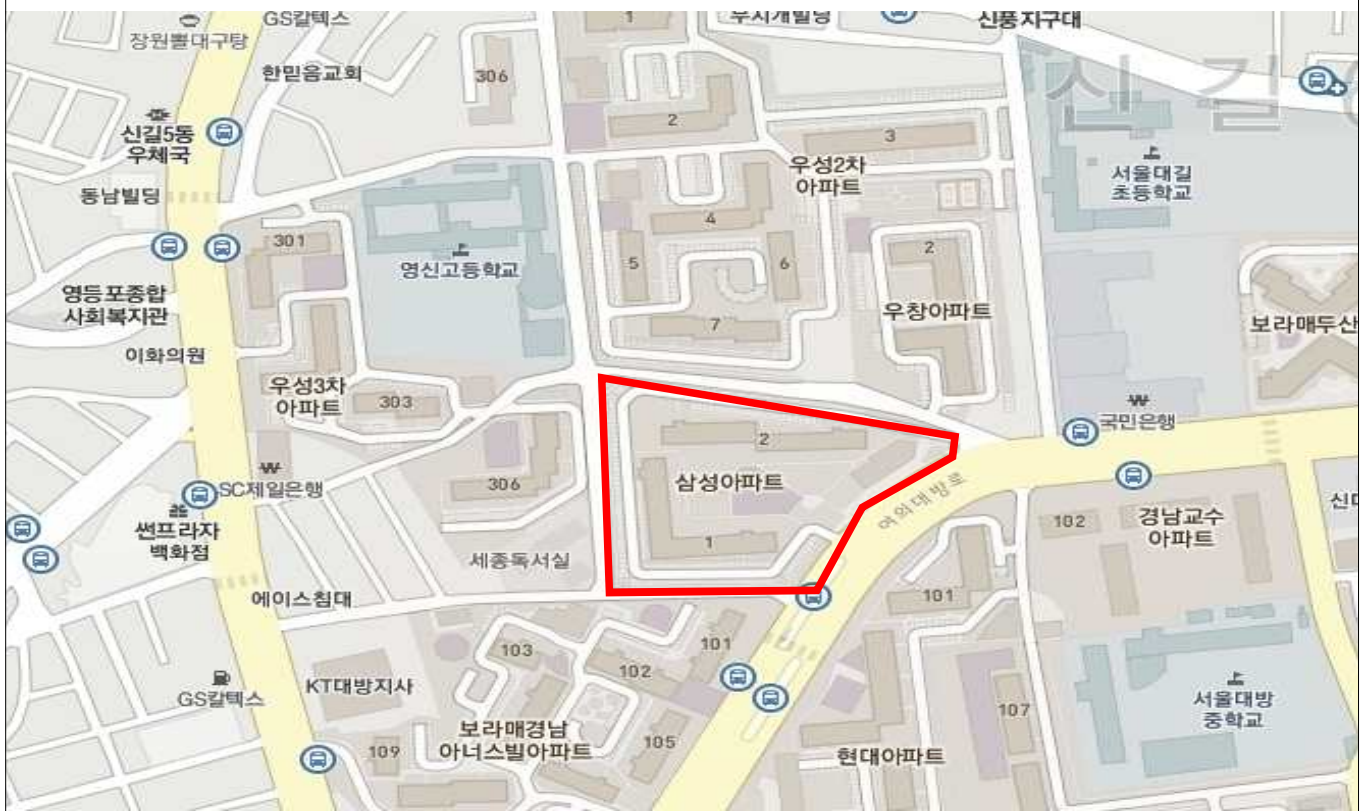 GS칼텍스
장원뿔대구탕
한믿음교회
306
1
무지개빌딩
신풍지구대
신길
신길5동
우체국
2
3
우성2차
아파트
서울대길
초등학교
동남빌딩
4
301
영신고등학교
5
6
2
영등포종합
사회복지관
7
우창아파트
보라매두산
이화의원
우성3차
아파트
303
국민은행
2
SC제일은행
306
삼성아파트
여의대방로
썬프라자
백화점
102
경남교수
아파트
1
세종독서실
에이스침대
101
103
101
102
GS칼텍스
KT대방지사
서울대방
중학교
보라매경남
아너스빌아파트
105
107
109
현대아파트